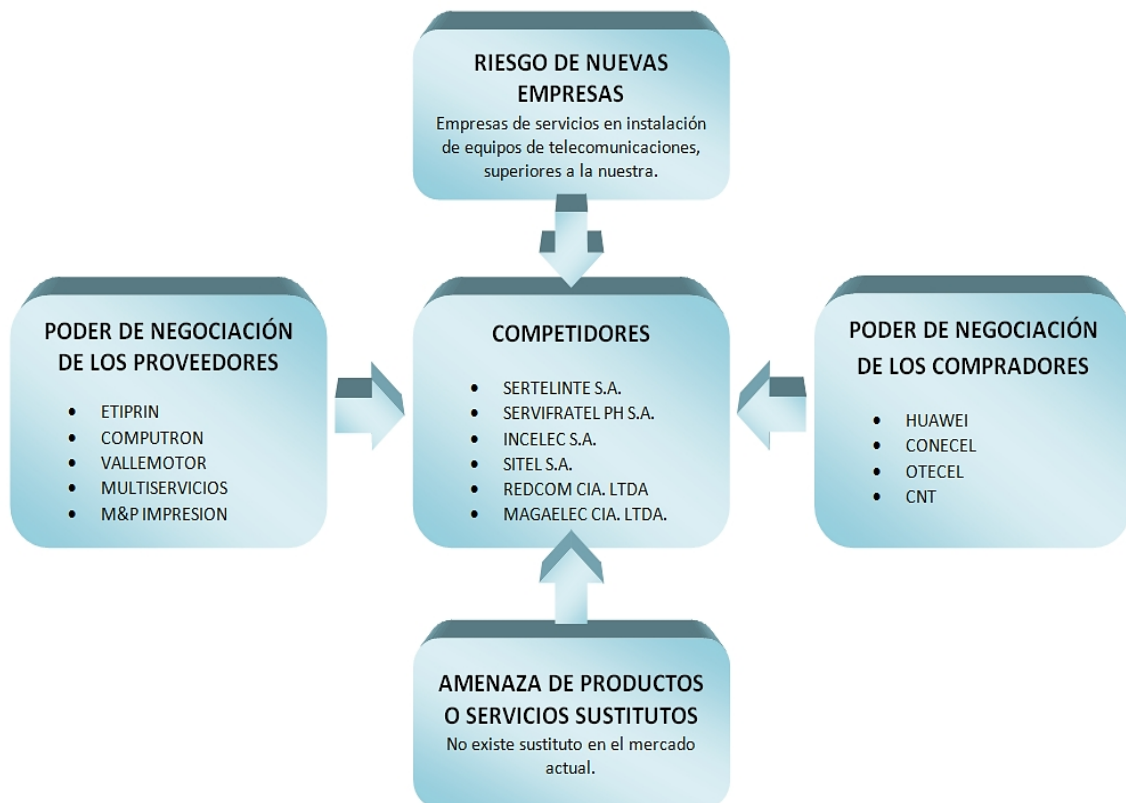 RIESGO DE NUEVAS
EMPRESAS
Empresas de servicios en instalación
de equipos de telecomunicaciones,
superiores a la nuestra.
PODER DE NEGOCIACIÓN
DE LOS PROVEEDORES
• ETIPRIN
• COMPUTRON
• VALLEMOTOR
• MULTISERVICIOS
• M&P IMPRESION
COMPETIDORES
• SERTELINTE S.A.
• SERVIFRATEL PH S.A.
• INCELEC S.A.
• SITEL S.A.
• REDCOM CIA. LTDA
• MAGAELEC CIA. LTDA.
PODER DE NEGOCIACIÓN
DE LOS COMPRADORES
• HUAWEI
• CONECEL
• OTECEL
• CNT
AMENAZA DE PRODUCTOS
O SERVICIOS SUSTITUTOS
No existe sustituto en el mercado
actual.